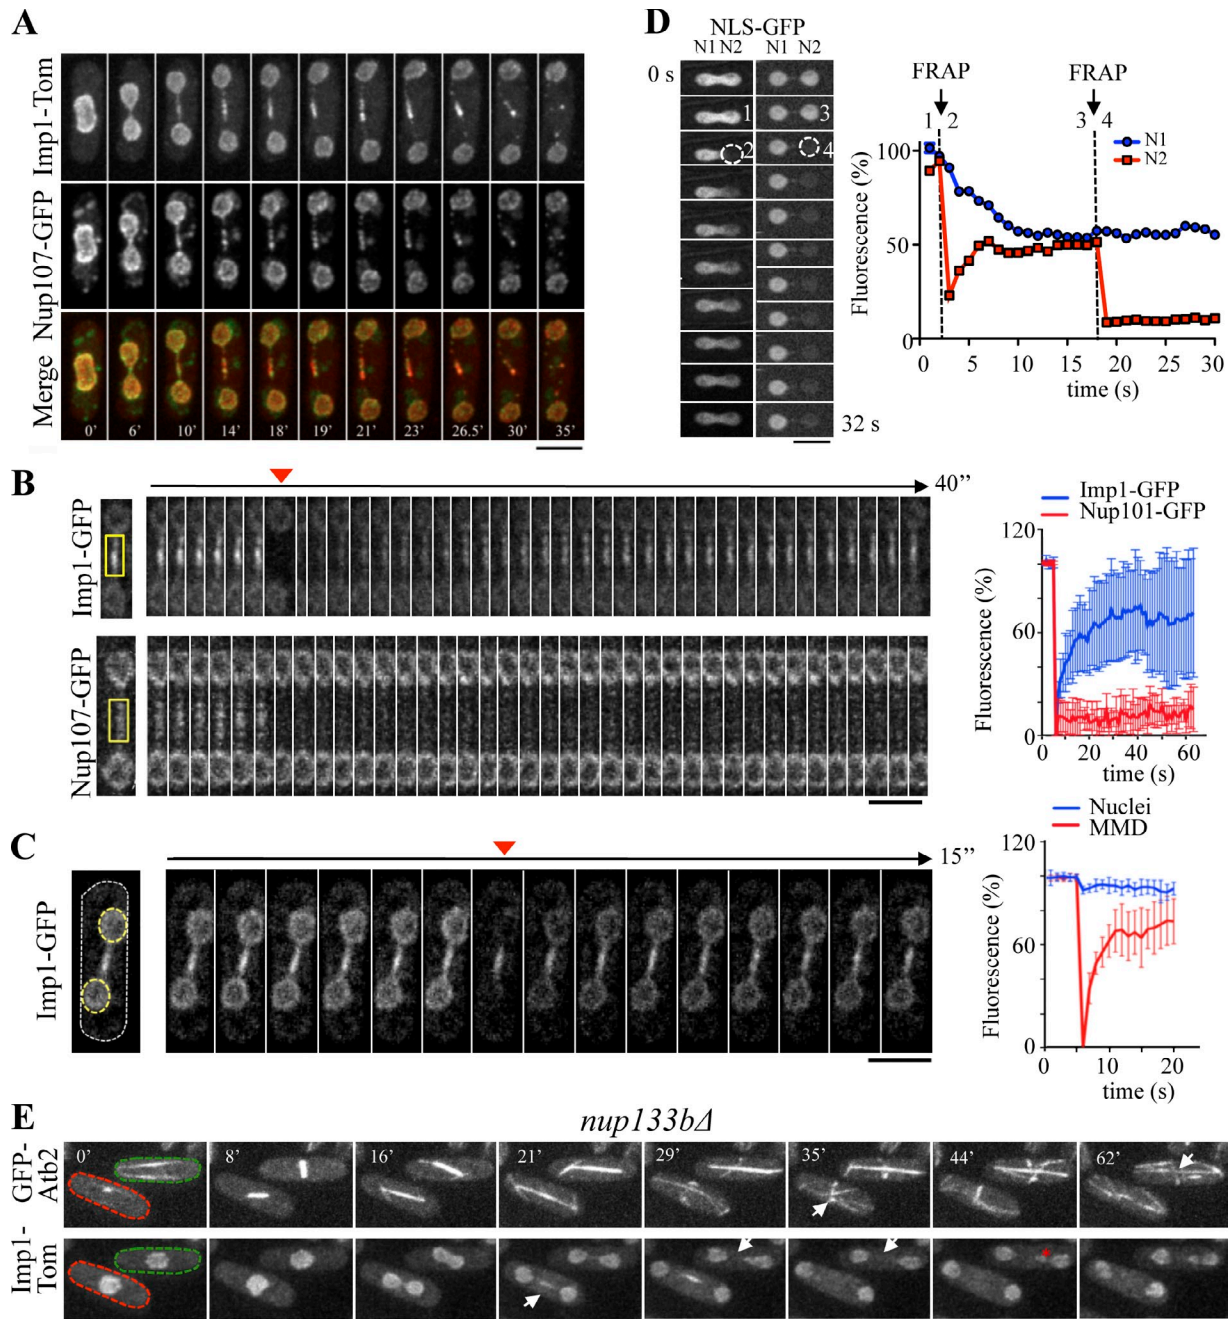 A
Imp1-Tom
Nup107-GFP
Merge
0’ 6’ 10’ 14’ 18’ 19’ 21’ 23’ 26.5’ 30’ 35’
D
NLS-GFP
N1 N2 N1 N2
0 s
1 3
2 4
32 s
FRAP FRAP
1 2 3 4
N1
N2
Fluorescence (%)
100
50
0
5 10 15 20 25 30
time (s)
B
40”
Imp1-GFP
Nup107-GFP
Imp1-GFP
Nup101-GFP
Fluorescence (%)
120
60
0
0 20 40 60
time (s)
C
15”
Imp1-GFP
Nuclei
MMD
Fluorescence (%)
120
60
0
0 10 20
time (s)
E
nup133bΔ
GFP-
Atb2
0’ 8’ 16’ 21’ 29’ 35’ 44’ 62’
Imp1-
Tom
*